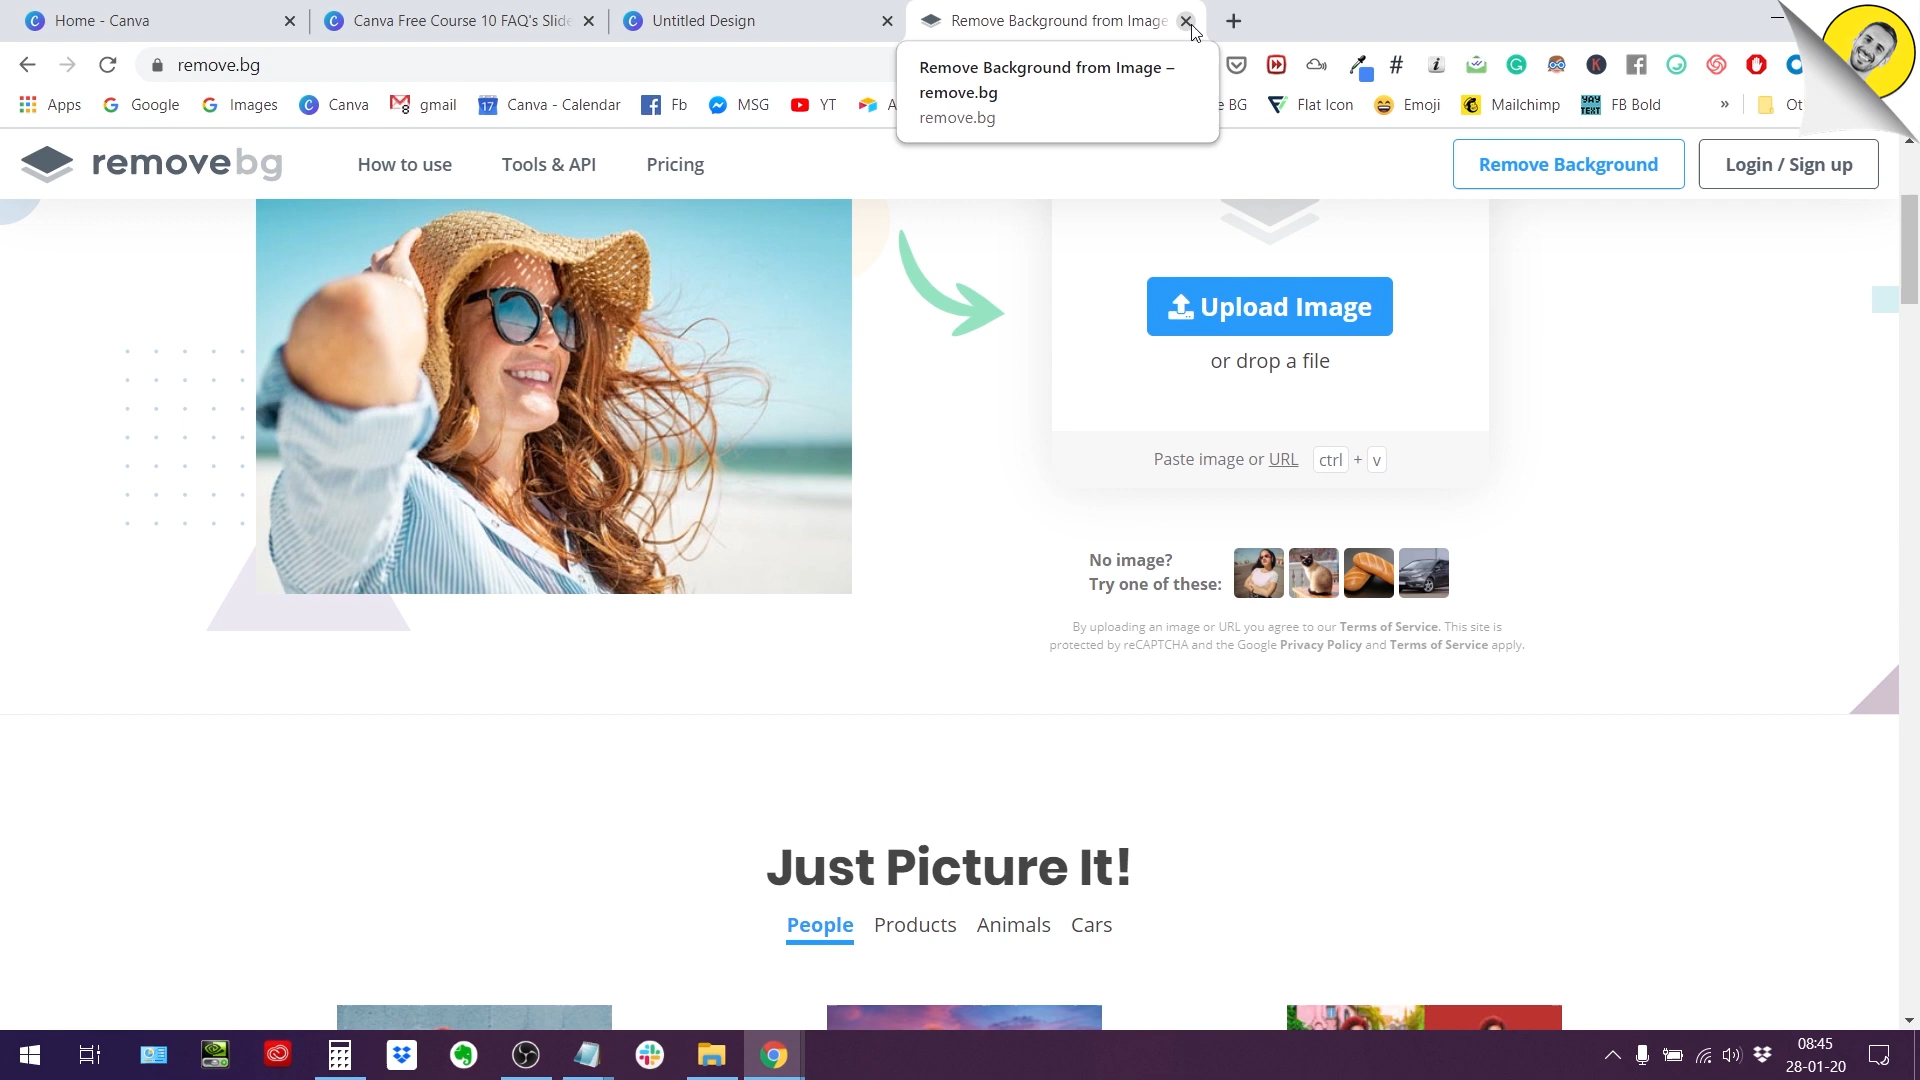 Home - Canva
Canva Free Course 10 FAQ's Slide
Untitled Design
Remove Background from Image
remove.bg
Remove Background from Image –
remove.bg
remove.bg
Apps
Google
Images
Canva
gmail
Canva - Calendar
Fb
MSG
YT
A
e BG
Flat Icon
Emoji
Mailchimp
FB Bold
»
Ot
removebg
How to use
Tools & API
Pricing
Remove Background
Login / Sign up
Upload Image
or drop a file
Paste image or URL ctrl + v
No image?
Try one of these:
By uploading an image or URL you agree to our Terms of Service. This site is
protected by reCAPTCHA and the Google Privacy Policy and Terms of Service apply.
Just Picture It!
People Products Animals Cars
08:45
28-01-20